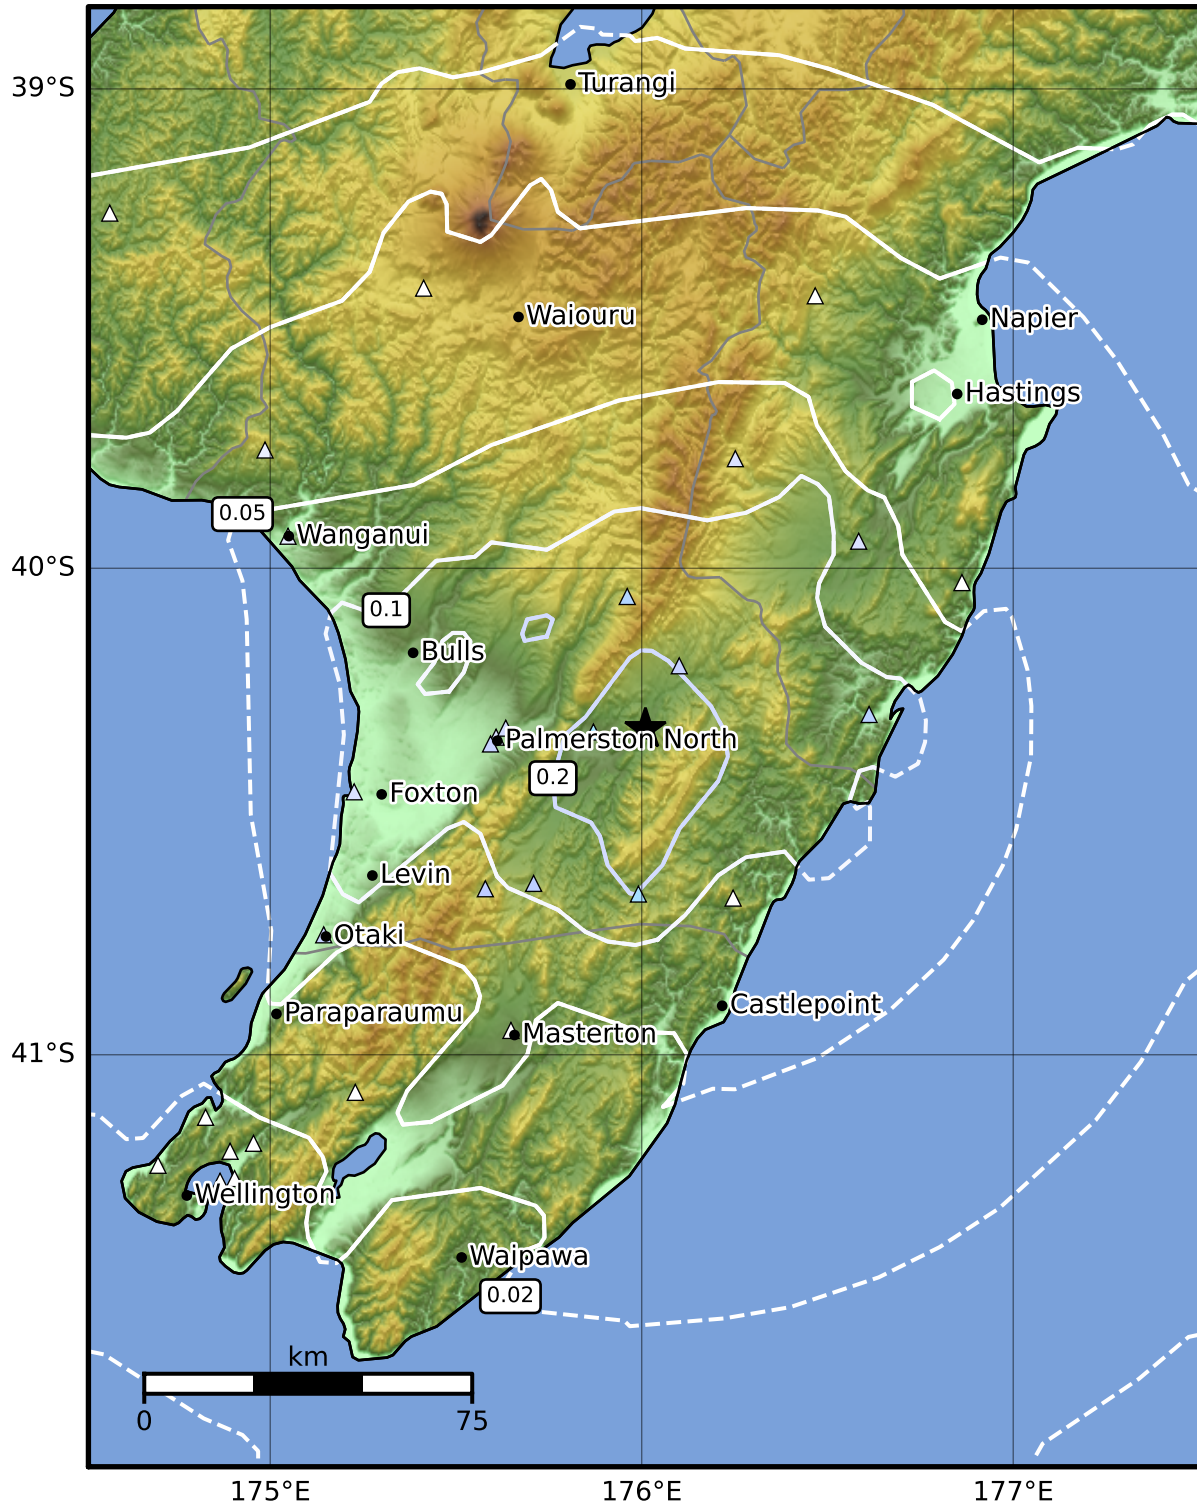 39°S
Turangi
Waiouru
Napier
Hastings
0.05
Wanganui
40°S
0.1
Bulls
Palmerston North
0.2
Foxton
Levin
Otaki
Castlepoint
Paraparaumu
Masterton
41°S
Wellington
Waipawa
0.02
km
0 75
175°E 176°E 177°E